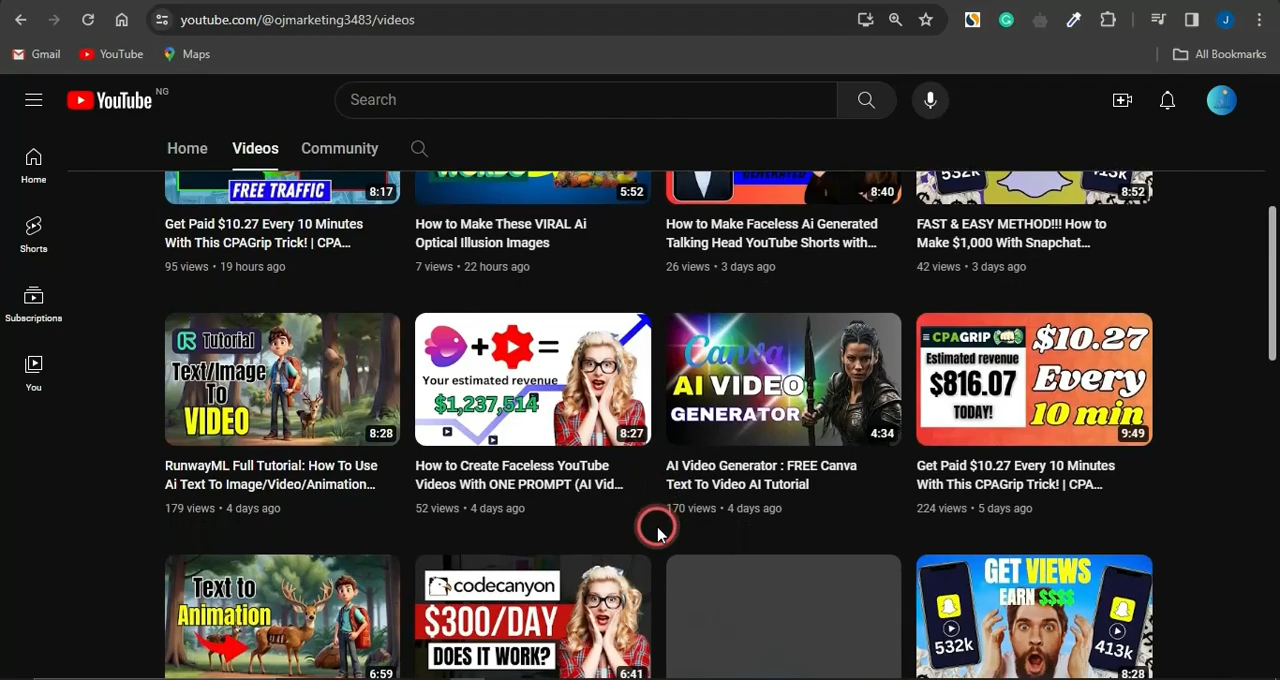 youtube.com/@ojmarketing3483/videos
J
Gmail
YouTube
Maps
All Bookmarks
YouTube NG
Search
Home
Videos
Community
Home
Shorts
Subscriptions
You
FREE TRAFFIC
8:17
5:52
8:40
532k
8:52
Get Paid $10.27 Every 10 Minutes
With This CPAGrip Trick! | CPA...
95 views • 19 hours ago
How to Make These VIRAL Ai
Optical Illusion Images
7 views • 22 hours ago
How to Make Faceless Ai Generated
Talking Head YouTube Shorts with...
26 views • 3 days ago
FAST & EASY METHOD!!! How to
Make $1,000 With Snapchat...
42 views • 3 days ago
Tutorial
Text/Image
To
VIDEO
8:28
+ =
Your estimated revenue
$1,237,514
8:27
Canva
AI VIDEO
GENERATOR
4:34
CPAGRIP
Estimated revenue
$816.07
TODAY!
$10.27
Every
10 min
9:49
RunwayML Full Tutorial: How To Use
Ai Text To Image/Video/Animation...
179 views • 4 days ago
How to Create Faceless YouTube
Videos With ONE PROMPT (AI Vid...
52 views • 4 days ago
AI Video Generator : FREE Canva
Text To Video AI Tutorial
170 views • 4 days ago
Get Paid $10.27 Every 10 Minutes
With This CPAGrip Trick! | CPA...
224 views • 5 days ago
Text to
Animation
6:59
codecanyon
$300/DAY
DOES IT WORK?
6:41
GET VIEWS
EARN $$$$
532k
413k
8:28